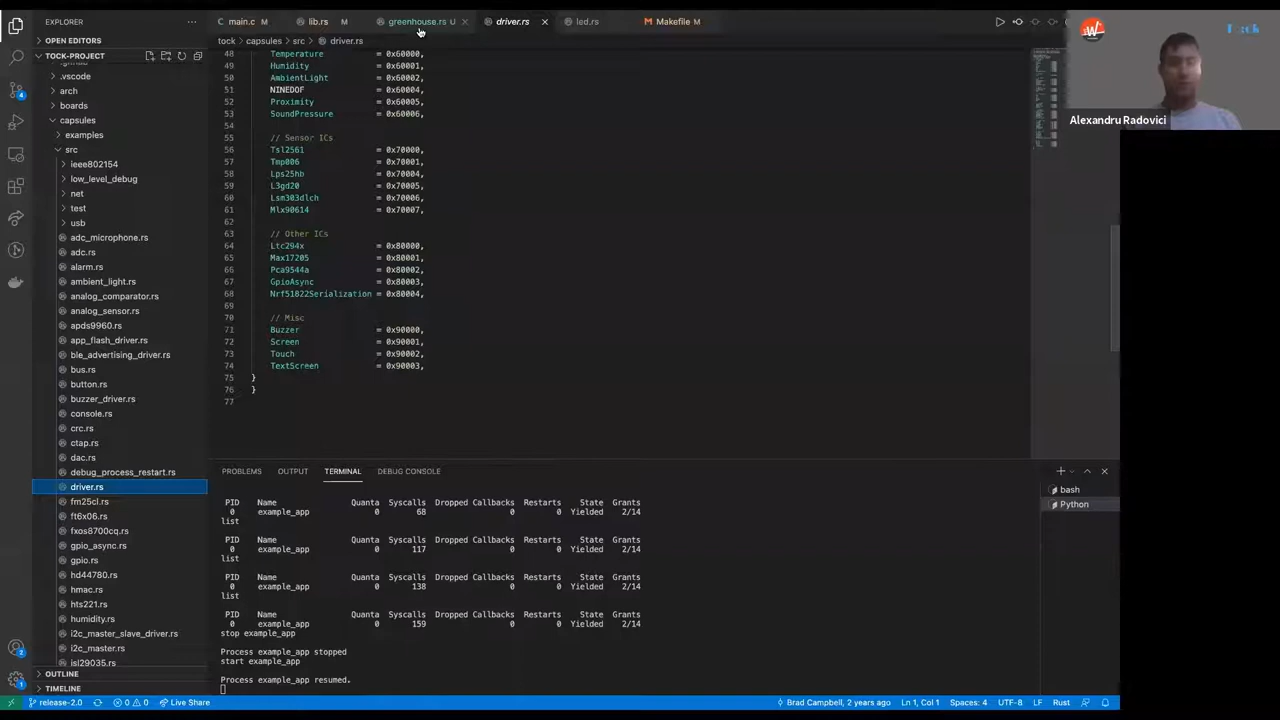 EXPLORER
OPEN EDITORS
TOCK-PROJECT
.vscode
arch
boards
capsules
examples
src
ieee802154
low_level_debug
net
test
usb
adc_microphone.rs
adc.rs
alarm.rs
ambient_light.rs
analog_comparator.rs
analog_sensor.rs
apds9960.rs
app_flash_driver.rs
ble_advertising_driver.rs
bus.rs
button.rs
buzzer_driver.rs
console.rs
crc.rs
ctap.rs
dac.rs
debug_process_restart.rs
driver.rs
fm25cl.rs
ft6x06.rs
fxos8700cq.rs
gpio_async.rs
gpio.rs
hd44780.rs
hmac.rs
hts221.rs
humidity.rs
i2c_master_slave_driver.rs
i2c_master.rs
isl29035.rs
OUTLINE
TIMELINE
main.c M lib.rs M greenhouse.rs U driver.rs led.rs Makefile M
tock capsules src driver.rs
48 Temperature = 0x60000,
49 Humidity = 0x60001,
50 AmbientLight = 0x60002,
51 NINEDOF = 0x60004,
52 Proximity = 0x60005,
53 SoundPressure = 0x60006,
54
55 // Sensor ICs
56 Tsl2561 = 0x70000,
57 Tmp006 = 0x70001,
58 Lps25hb = 0x70004,
59 L3gd20 = 0x70005,
60 Lsm303dlch = 0x70006,
61 Mlx90614 = 0x70007,
62
63 // Other ICs
64 Ltc294x = 0x80000,
65 Max17205 = 0x80001,
66 Pca9544a = 0x80002,
67 GpioAsync = 0x80003,
68 Nrf51822Serialization = 0x80004,
69
70 // Misc
71 Buzzer = 0x90000,
72 Screen = 0x90001,
73 Touch = 0x90002,
74 TextScreen = 0x90003,
75 }
76 }
77
PROBLEMS OUTPUT TERMINAL DEBUG CONSOLE
PID Name Quanta Syscalls Dropped Callbacks Restarts State Grants
0 example_app 0 68 0 0 Yielded 2/14
list
PID Name Quanta Syscalls Dropped Callbacks Restarts State Grants
0 example_app 0 117 0 0 Yielded 2/14
list
PID Name Quanta Syscalls Dropped Callbacks Restarts State Grants
0 example_app 0 138 0 0 Yielded 2/14
list
PID Name Quanta Syscalls Dropped Callbacks Restarts State Grants
0 example_app 0 159 0 0 Yielded 2/14
stop example_app
Process example_app stopped
start example_app
Process example_app resumed.
bash
Python
Tock
Alexandru Radovici
4
2
1
release-2.0 0 0 Live Share Brad Campbell, 2 years ago Ln 1, Col 1 Spaces: 4 UTF-8 LF Rust